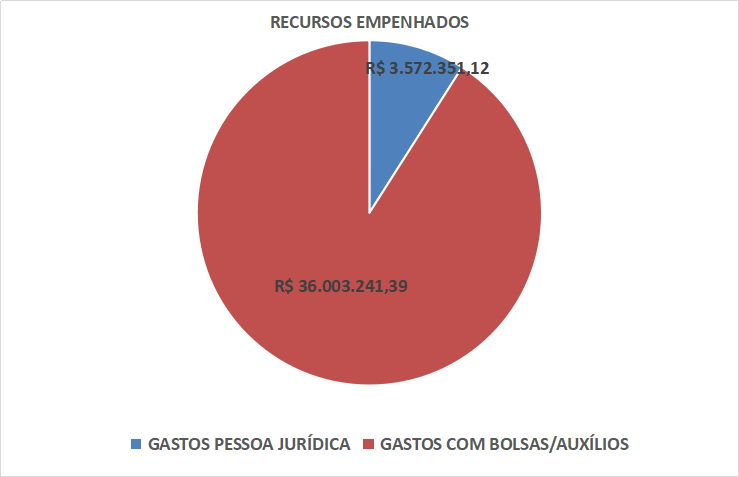 RECURSOS EMPENHADOS
R$ 3.572.351,12
R$ 36.003.241,39
GASTOS PESSOA JURÍDICA GASTOS COM BOLSAS/AUXÍLIOS